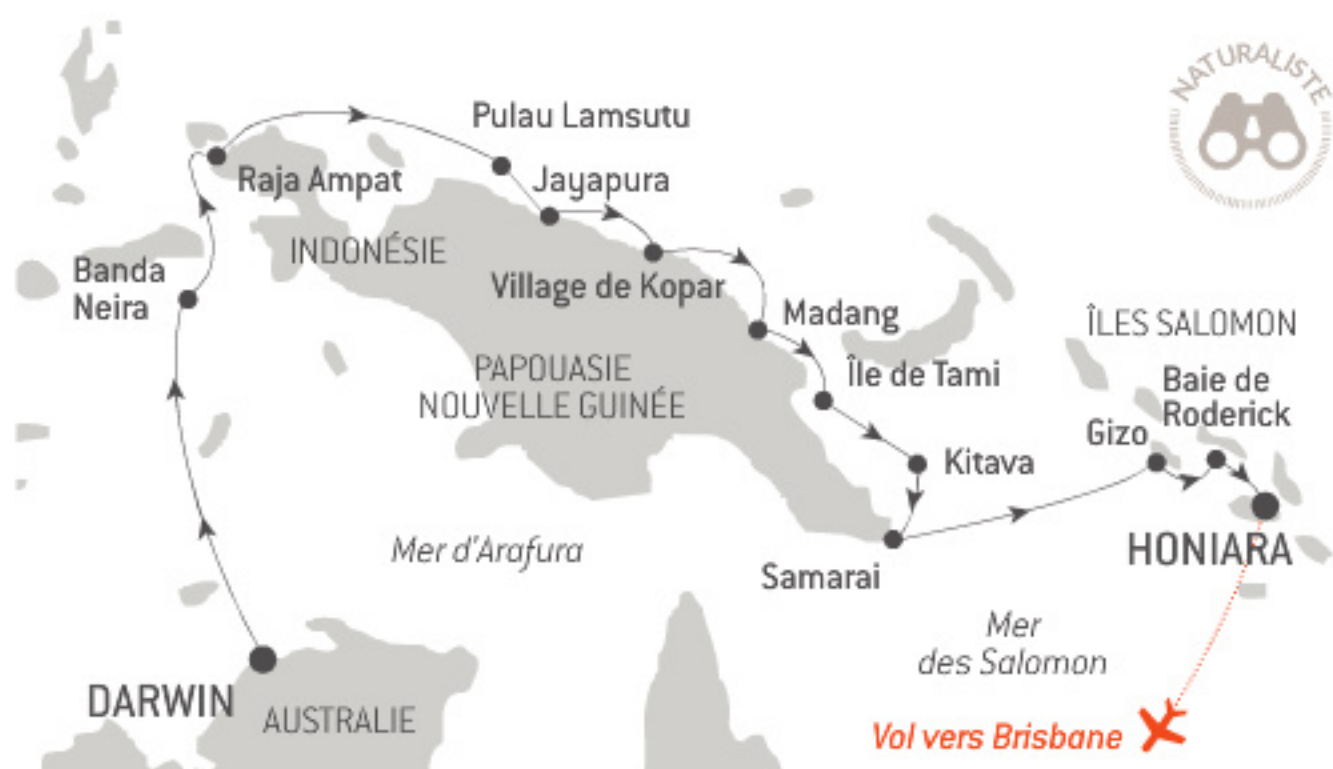 NATURALISTE
Pulau Lamsutu
Raja Ampat
Jayapura
INDONÉSIE
Banda
Neira
Village de Kopar
Madang
ÎLES SALOMON
PAPOUASIE
NOUVELLE GUINÉE
Île de Tami
Baie de
Roderick
Gizo
Kitava
Mer d'Arafura
Samarai
HONIARA
Mer
des Salomon
DARWIN
AUSTRALIE
Vol vers Brisbane